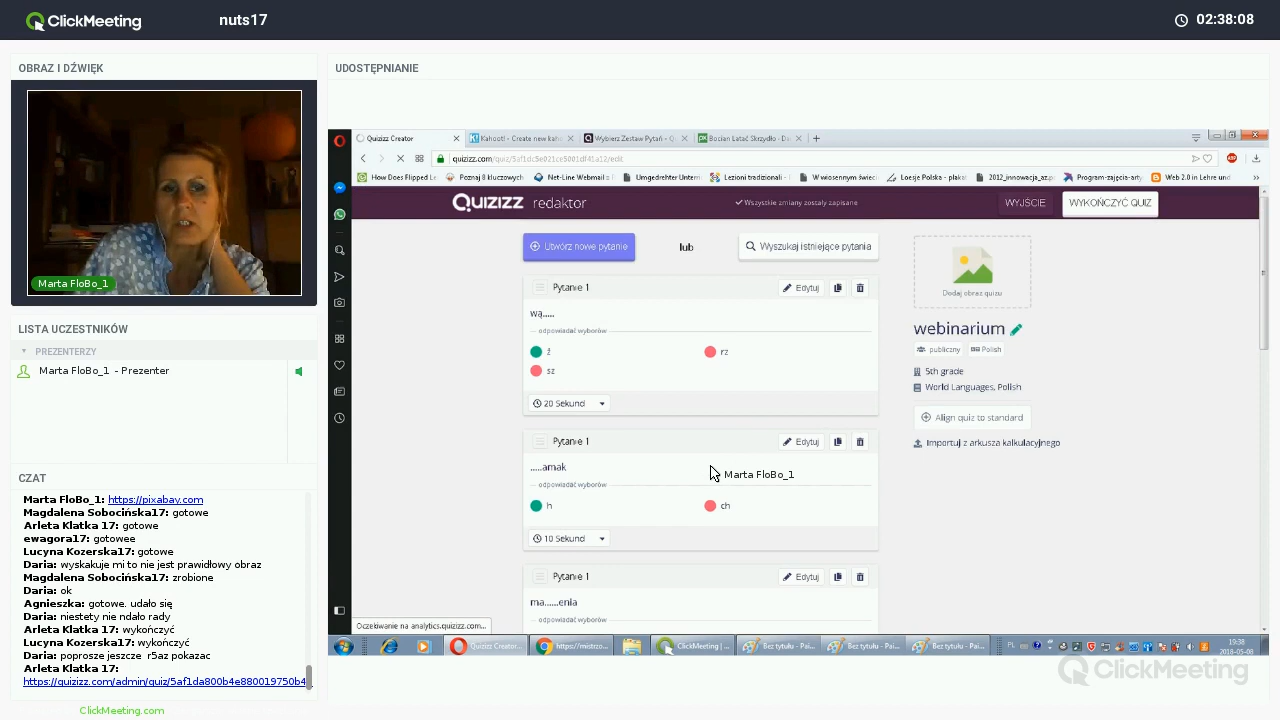 ClickMeeting
nuts17
02:38:08
OBRAZ I DŹWIĘK
Marta FloBo_1
LISTA UCZESTNIKÓW
PREZENTERZY
Marta FloBo_1 - Prezenter
CZAT
Marta FloBo_1: https://pixabay.com
Magdalena Sobocińska17: gotowe
Arleta Klatka 17: gotowe
ewagora17: gotowee
Lucyna Kozerska17: gotowe
Daria: wyskakuje mi to nie jest prawidłowy obraz
Magdalena Sobocińska17: zrobione
Daria: ok
Agnieszka: gotowe. udało się
Daria: niestety nie ndało rady
Arleta Klatka 17: wykończyć
Lucyna Kozerska17: wykończyć
Daria: poprosze jeszcze r5az pokazac
Arleta Klatka 17:
https://quizizz.com/admin/quiz/5af1da800b4e880019750b4
ClickMeeting.com
UDOSTĘPNIANIE
Quizizz Creator
Kahoot! - Create new kah
Wybierz Zestaw Pytań - Q
Bocian Latać Skrzydło - Da
quizizz.com/quiz/5af1dc5e021ce5001df41a12/edit
How Does Flipped Le
Poznaj 8 kluczowych
Net-Line Webmail
Umgedrehter Unterri
Lezioni tradizionali -
W wiosennym świec
Loesje Polska - plaka
2012_innowacja_az.p
Program-zajęcia-arty
Web 2.0 in Lehre und
Quizizz redaktor
Wszystkie zmiany zostały zapisane
WYJŚCIE
WYKOŃCZYĆ QUIZ
Utwórz nowe pytanie
lub
Wyszukaj istniejące pytania
Pytanie 1
Edytuj
wą.....
odpowiadać wyborów
ż
rz
sz
20 Sekund
Pytanie 1
Edytuj
.....amak
Marta FloBo_1
odpowiadać wyborów
h
ch
10 Sekund
Pytanie 1
Edytuj
ma......enia
odpowiadać wyborów
Dodaj obraz quizu
webinarium
publiczny
Polish
5th grade
World Languages, Polish
Align quiz to standard
Importuj z arkusza kalkulacyjnego
Oczekiwanie na analytics.quizizz.com...
Quizizz Creator...
https://mistrzo...
ClickMeeting |...
Bez tytułu - Pai...
Bez tytułu - Pai...
Bez tytułu - Pai...
PL
19:38
2018-05-08
ClickMeeting